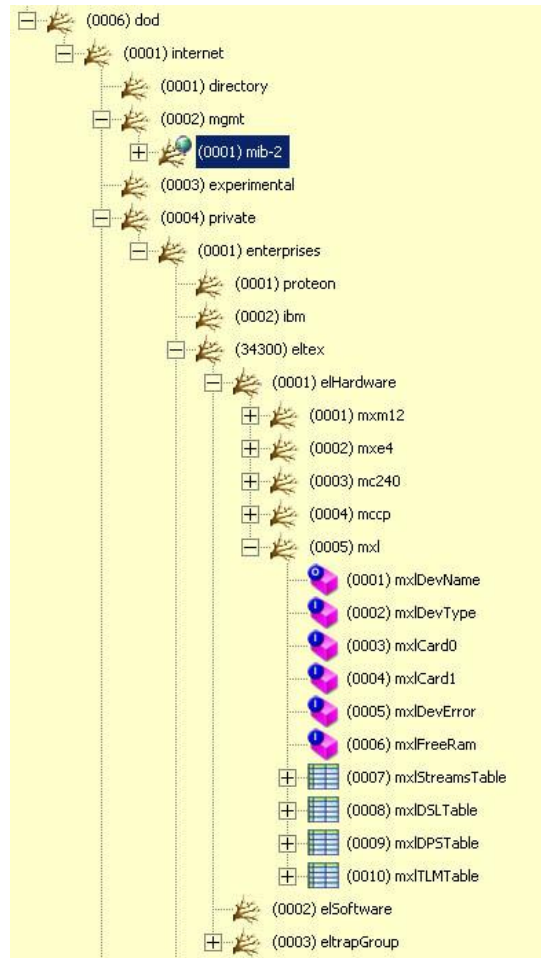 (0006) dod
(0001) internet
(0001) directory
(0002) mgmt
(0001) mib-2
(0003) experimental
(0004) private
(0001) enterprises
(0001) proteon
(0002) ibm
(34300) eltex
(0001) elHardware
(0001) mxm12
(0002) mxe4
(0003) mc240
(0004) mccp
(0005) mxl
(0001) mxlDevName
(0002) mxlDevType
(0003) mxlCard0
(0004) mxlCard1
(0005) mxlDevError
(0006) mxlFreeRam
(0007) mxlStreamsTable
(0008) mxlDSLTable
(0009) mxlDPSTable
(0010) mxlTLMTable
(0002) elSoftware
(0003) eltrapGroup